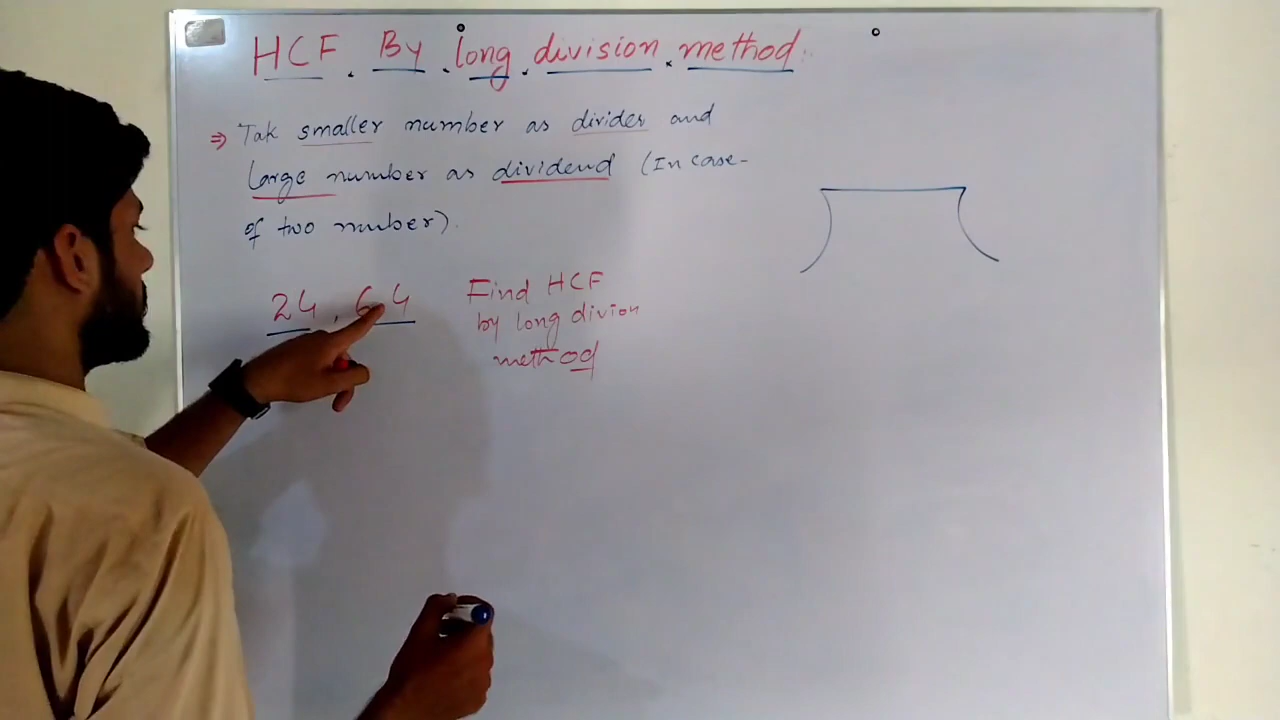 HCF By long division method.
⇒ Tak smaller number as divider and
large number as dividend (In case-
of two number).
24, 64
Find HCF
by long divion
method